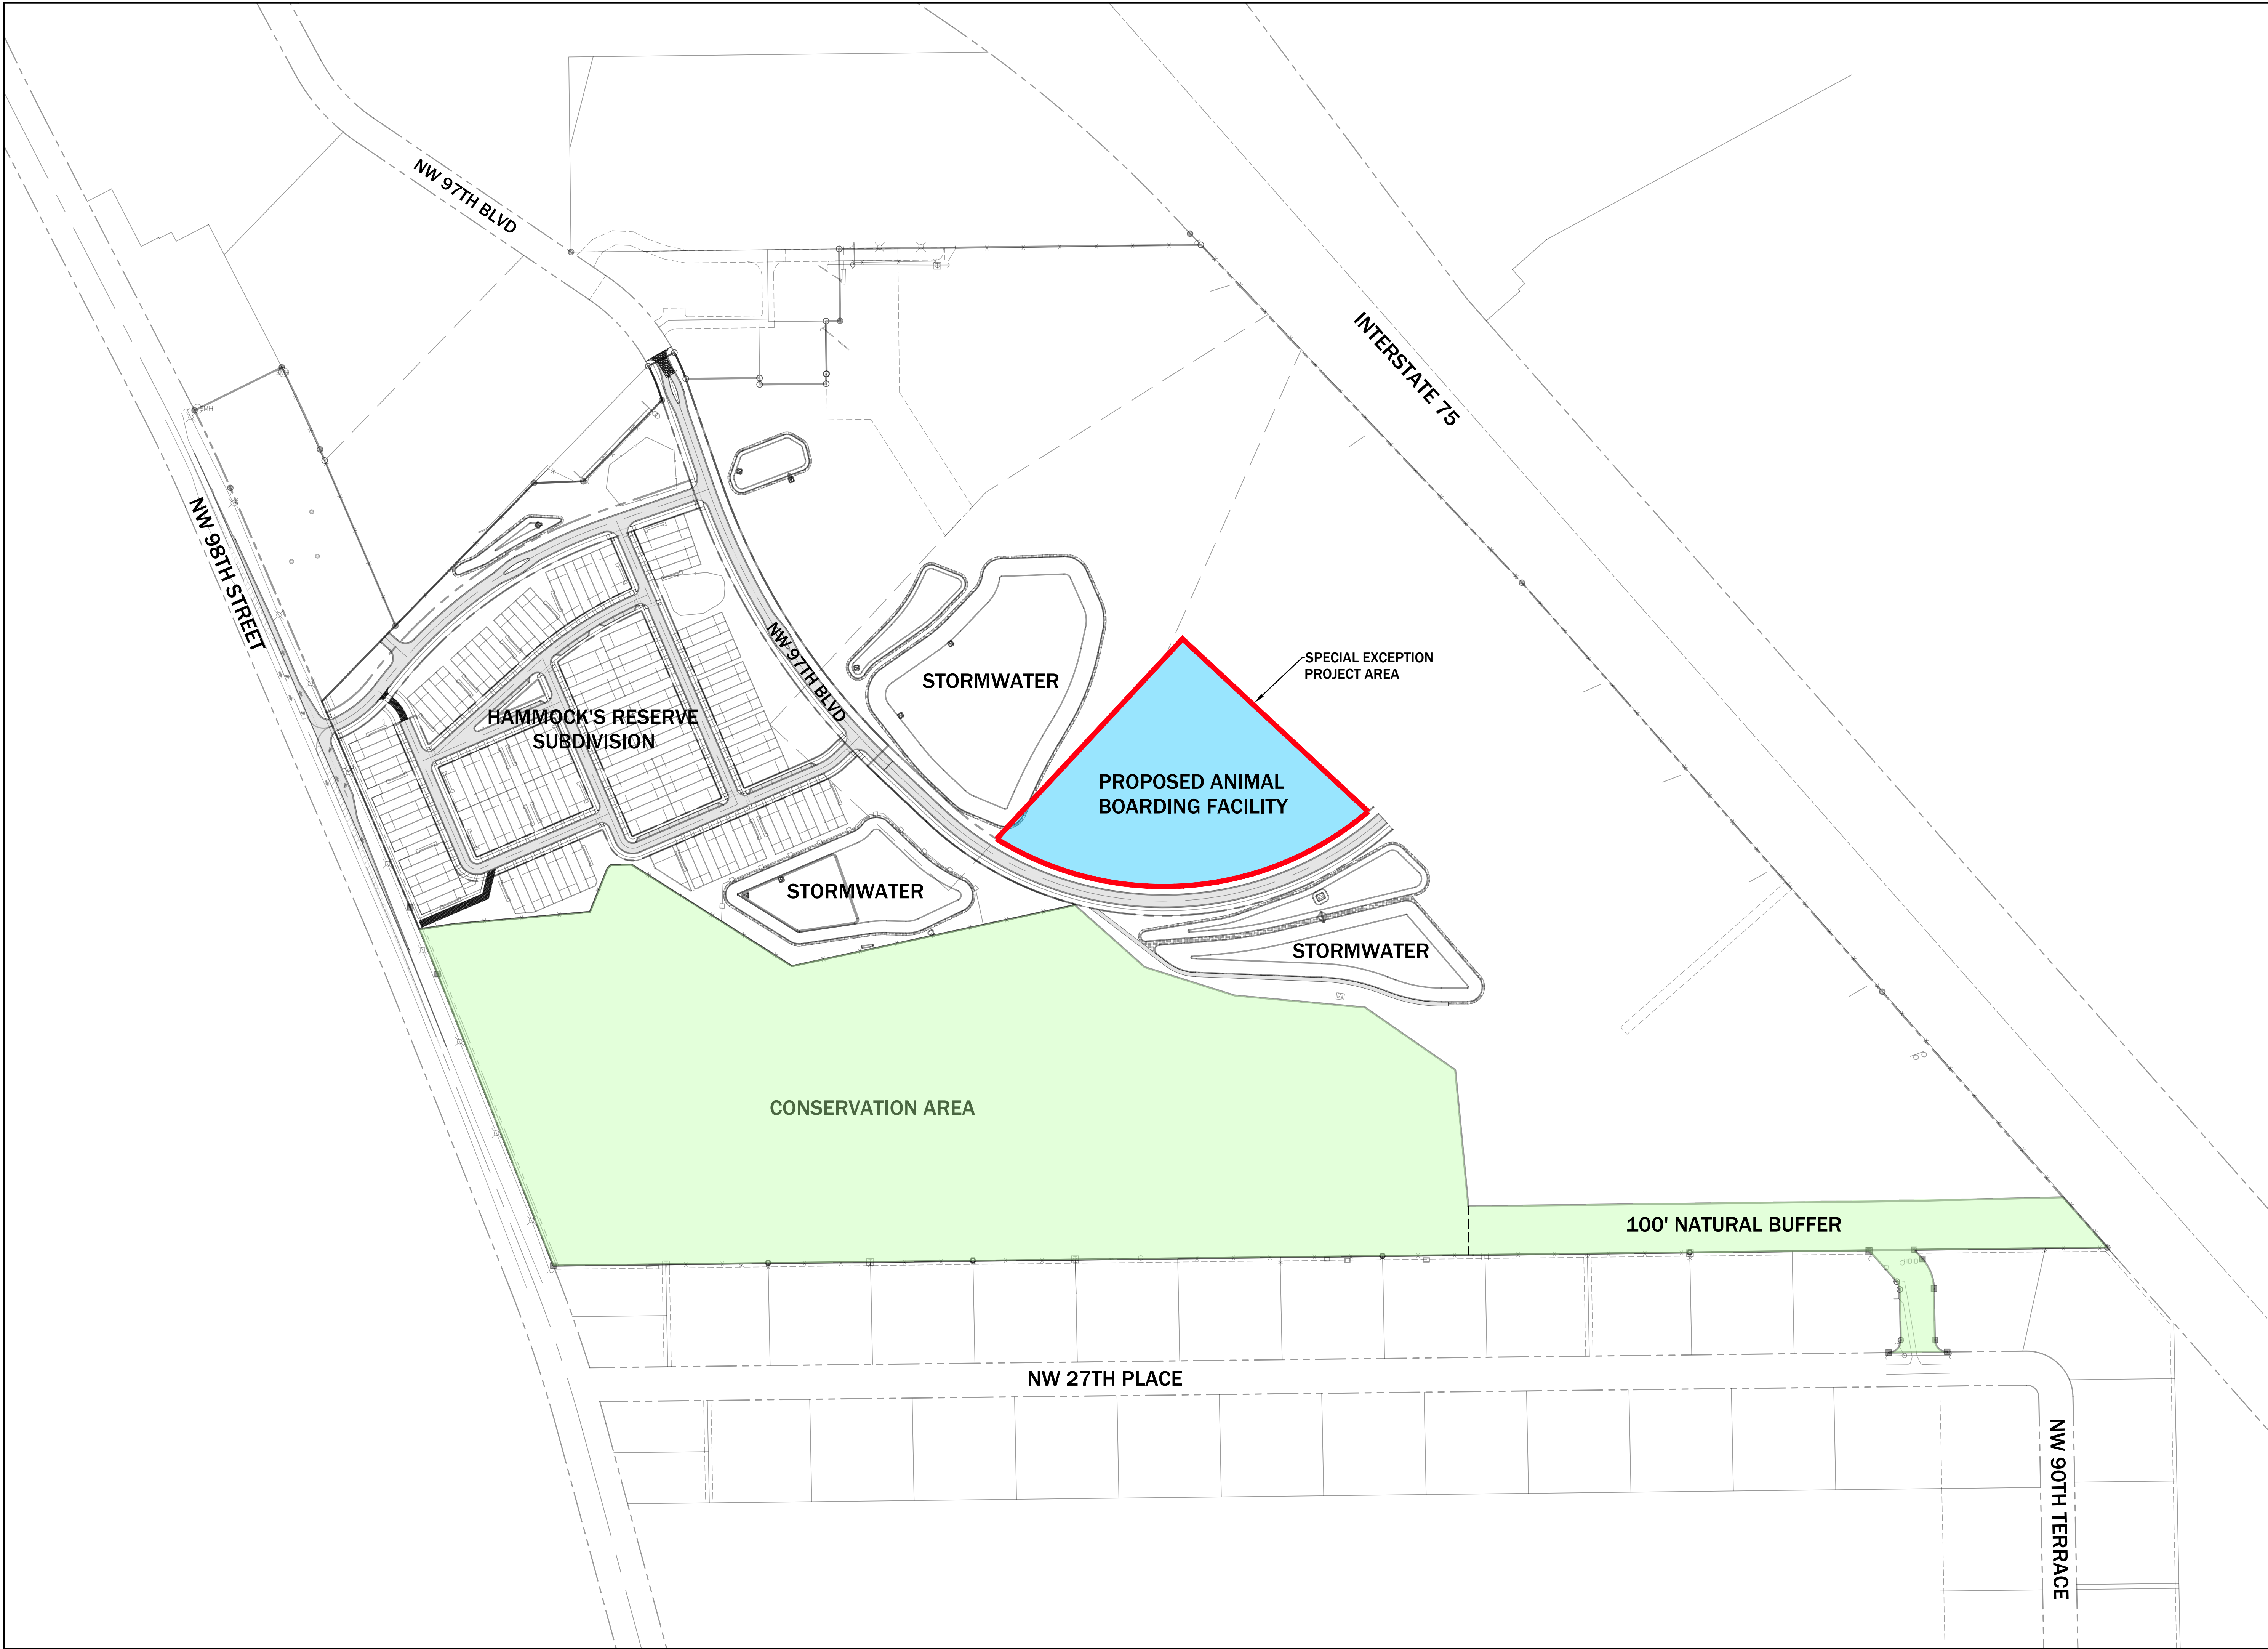 NW 97TH BLVD
INTERSTATE 75
NW 98TH STREET
NW 97TH BLVD
SPECIAL EXCEPTION
PROJECT AREA
STORMWATER
HAMMOCK'S RESERVE
SUBDIVISION
PROPOSED ANIMAL
BOARDING FACILITY
STORMWATER
STORMWATER
CONSERVATION AREA
100' NATURAL BUFFER
NW 27TH PLACE
NW 90TH TERRACE